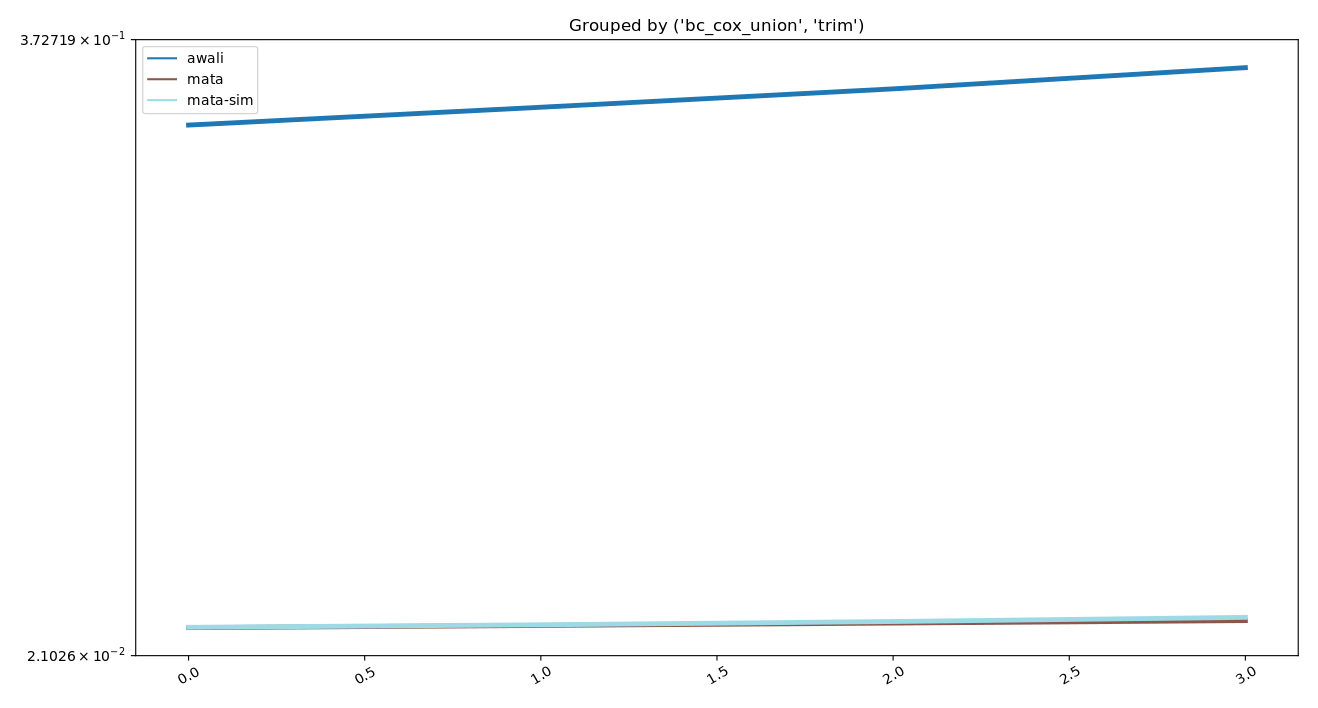 Grouped by ('bc_cox_union', 'trim')
3.72719 × 10⁻¹
awali
mata
mata-sim
2.1026 × 10⁻²
0.0 0.5 1.0 1.5 2.0 2.5 3.0